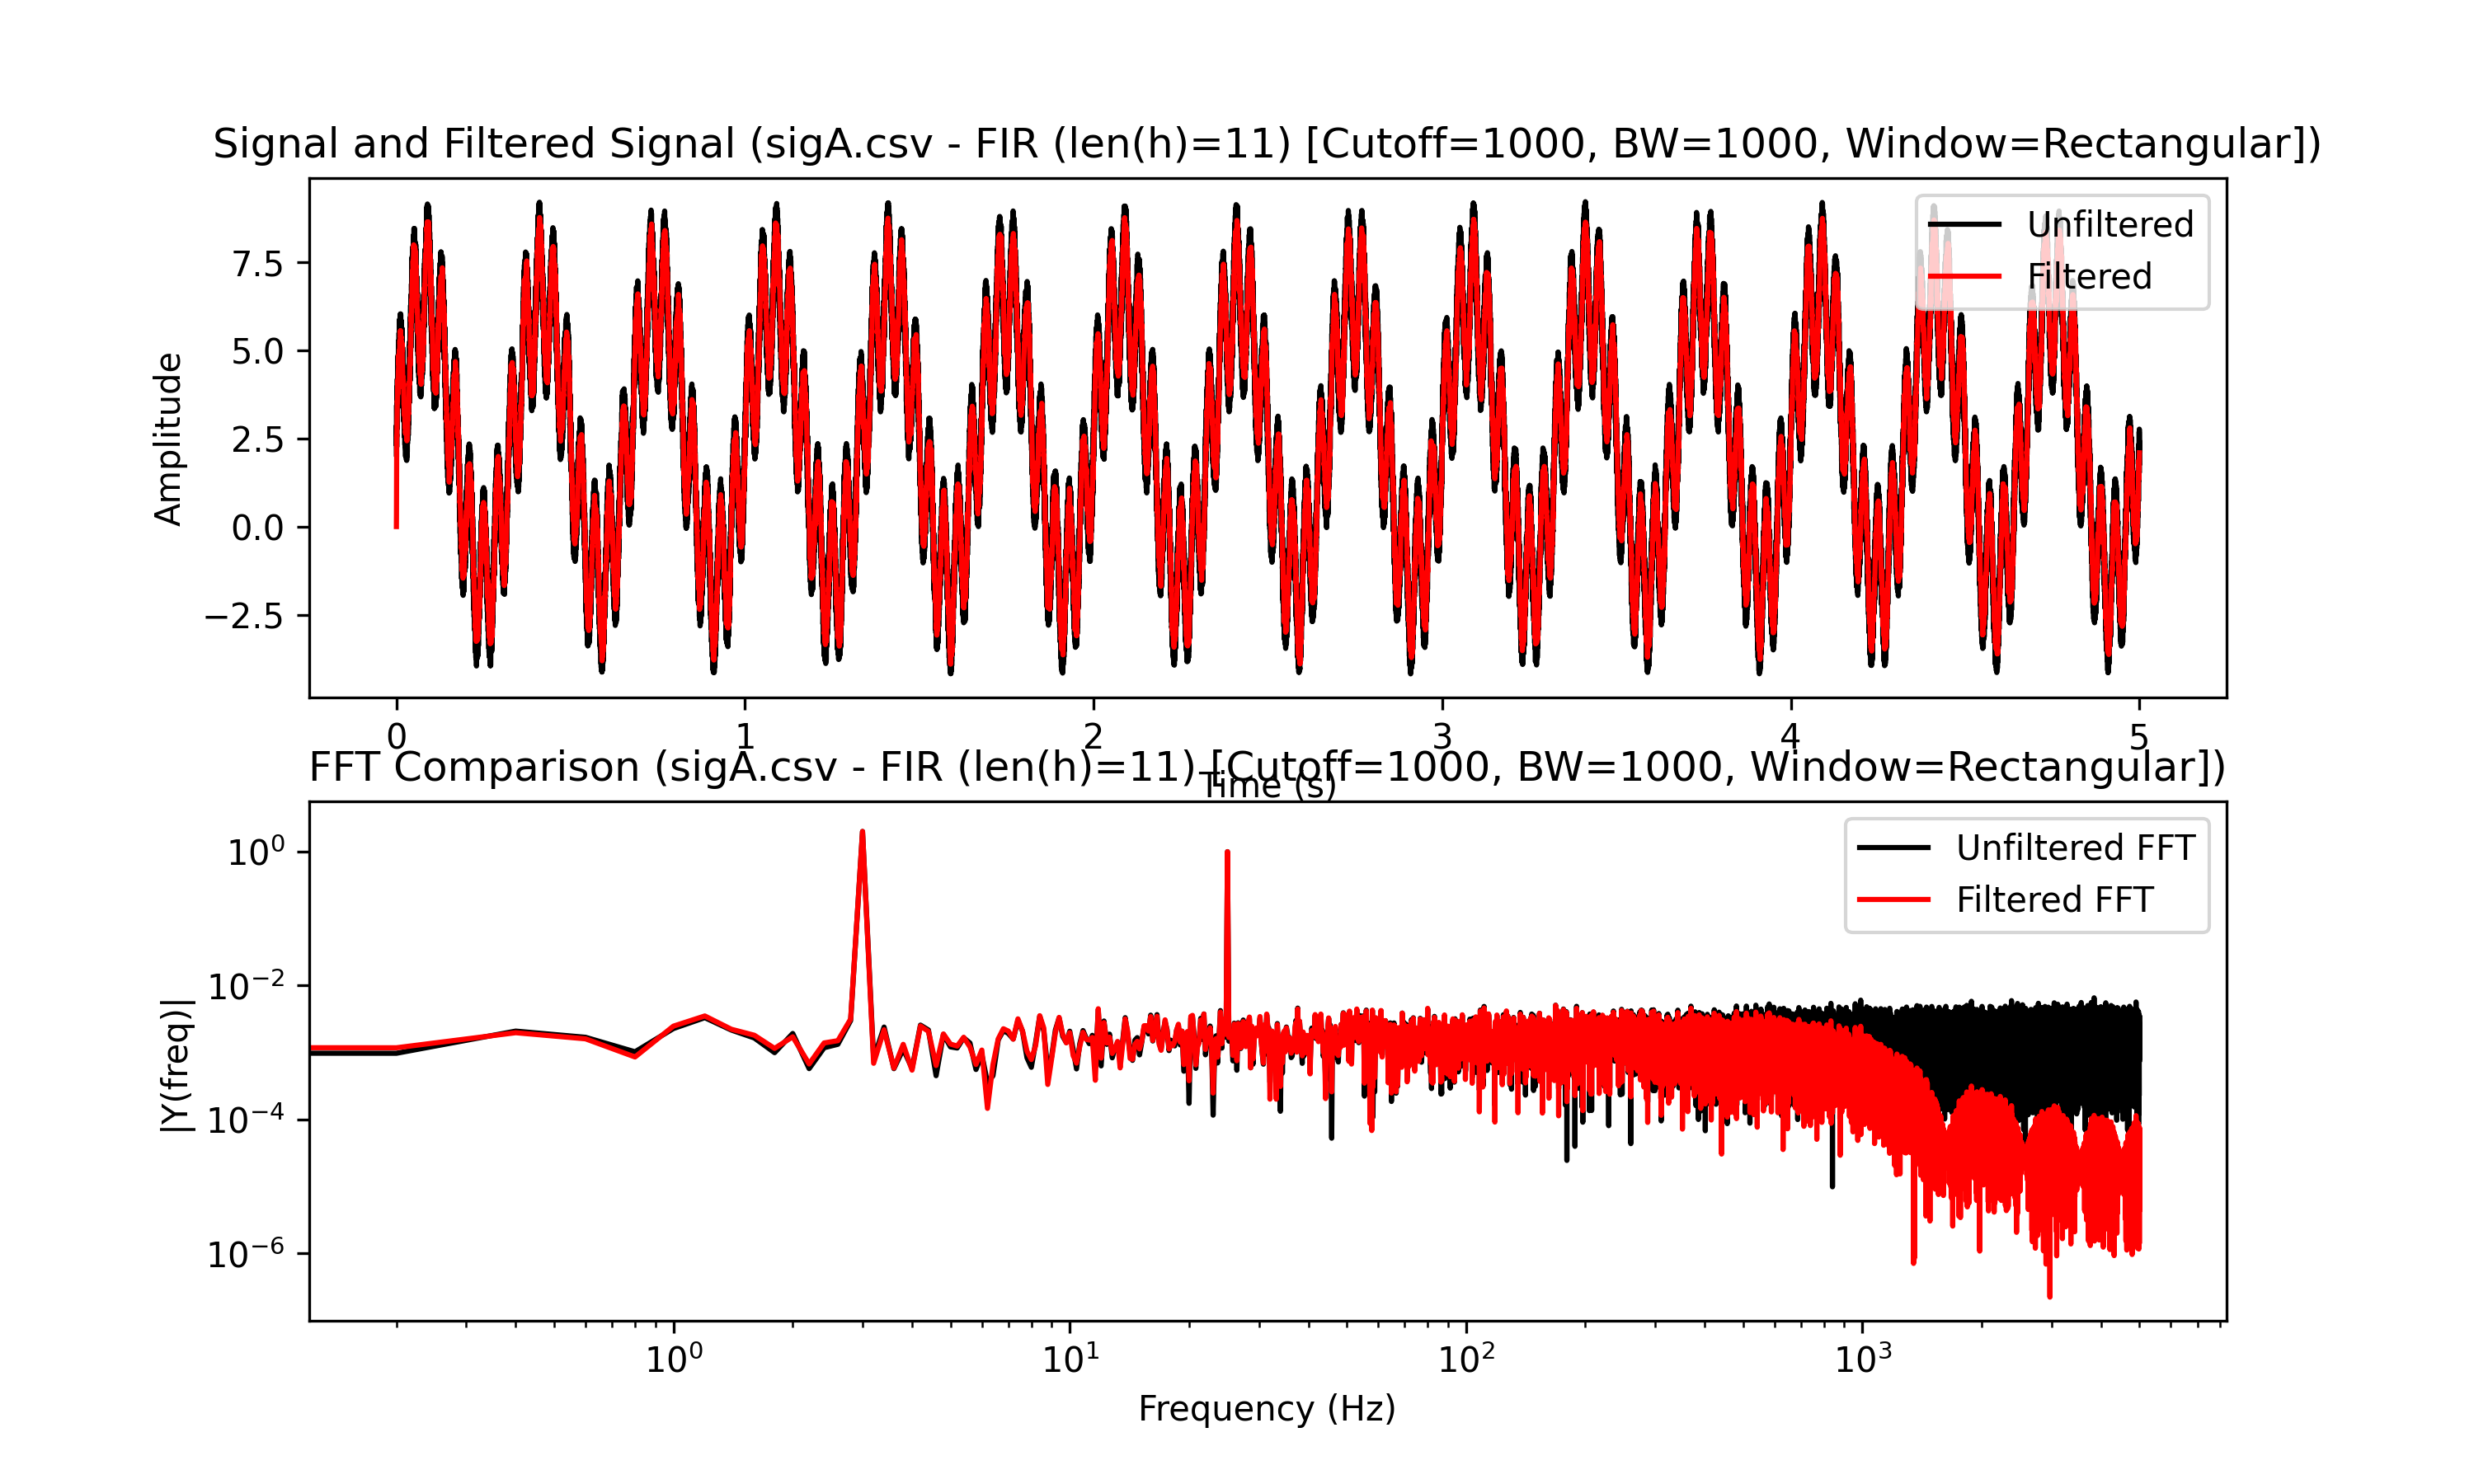 Signal and Filtered Signal (sigA.csv - FIR (len(h)=11) [Cutoff=1000, BW=1000, Window=Rectangular])
Unfiltered
Filtered
Amplitude
7.5
5.0
2.5
0.0
−2.5
0 1 2 3 4 5
Time (s)
FFT Comparison (sigA.csv - FIR (len(h)=11) [Cutoff=1000, BW=1000, Window=Rectangular])
Unfiltered FFT
Filtered FFT
|Y(freq)|
10⁰
10⁻²
10⁻⁴
10⁻⁶
10⁰ 10¹ 10² 10³
Frequency (Hz)